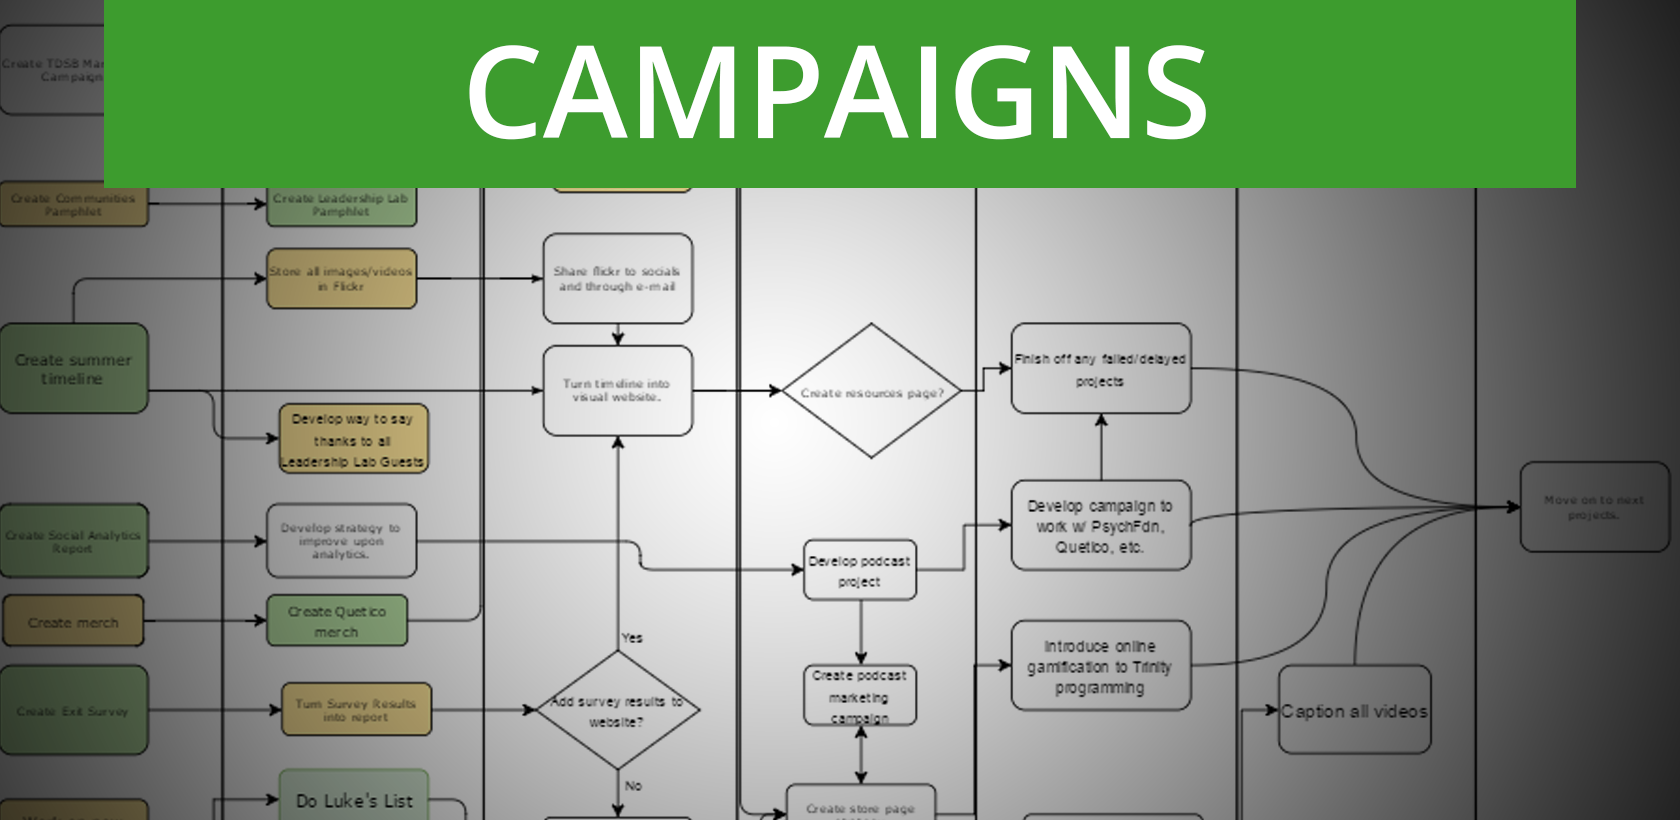 CAMPAIGNS
Create TDSB
Campaign
Create Communities
Pamphlet
Create Leadership Lab
Pamphlet
Store all images/videos
in Flickr
Share flickr to socials
and through e-mail
Create summer
timeline
Turn timeline into
visual website.
Create resources page?
Finish off any failed/delayed
projects
Develop way to say
thanks to all
Leadership Lab Guests
Create Social Analytics
Report
Develop strategy to
improve upon
analytics.
Develop podcast
project
Develop campaign to
work w/ PsychFdn,
Quetico, etc.
Move on to next
projects.
Create merch
Create Quetico
merch
Yes
Introduce online
gamification to Trinity
programming
Create Exit Survey
Turn Survey Results
into report
Add survey results to
website?
Create podcast
marketing
campaign
Caption all videos
No
Do Luke's List
Create store page